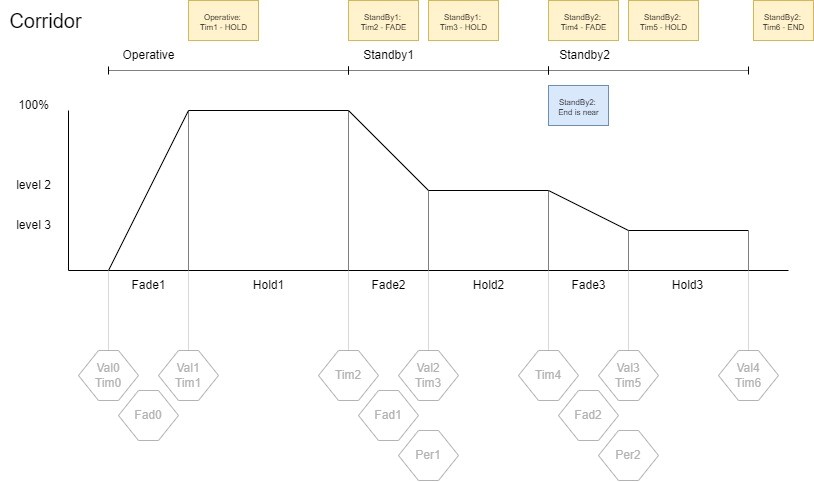 Corridor
Operative:
Tim1 - HOLD
StandBy1:
Tim2 - FADE
StandBy1:
Tim3 - HOLD
StandBy2:
Tim4 - FADE
StandBy2:
Tim5 - HOLD
StandBy2:
Tim6 - END
Operative
Standby1
Standby2
StandBy2:
End is near
100%
level 2
level 3
Fade1
Hold1
Fade2
Hold2
Fade3
Hold3
Val0
Tim0
Val1
Tim1
Tim2
Val2
Tim3
Tim4
Val3
Tim5
Val4
Tim6
Fad0
Fad1
Fad2
Per1
Per2